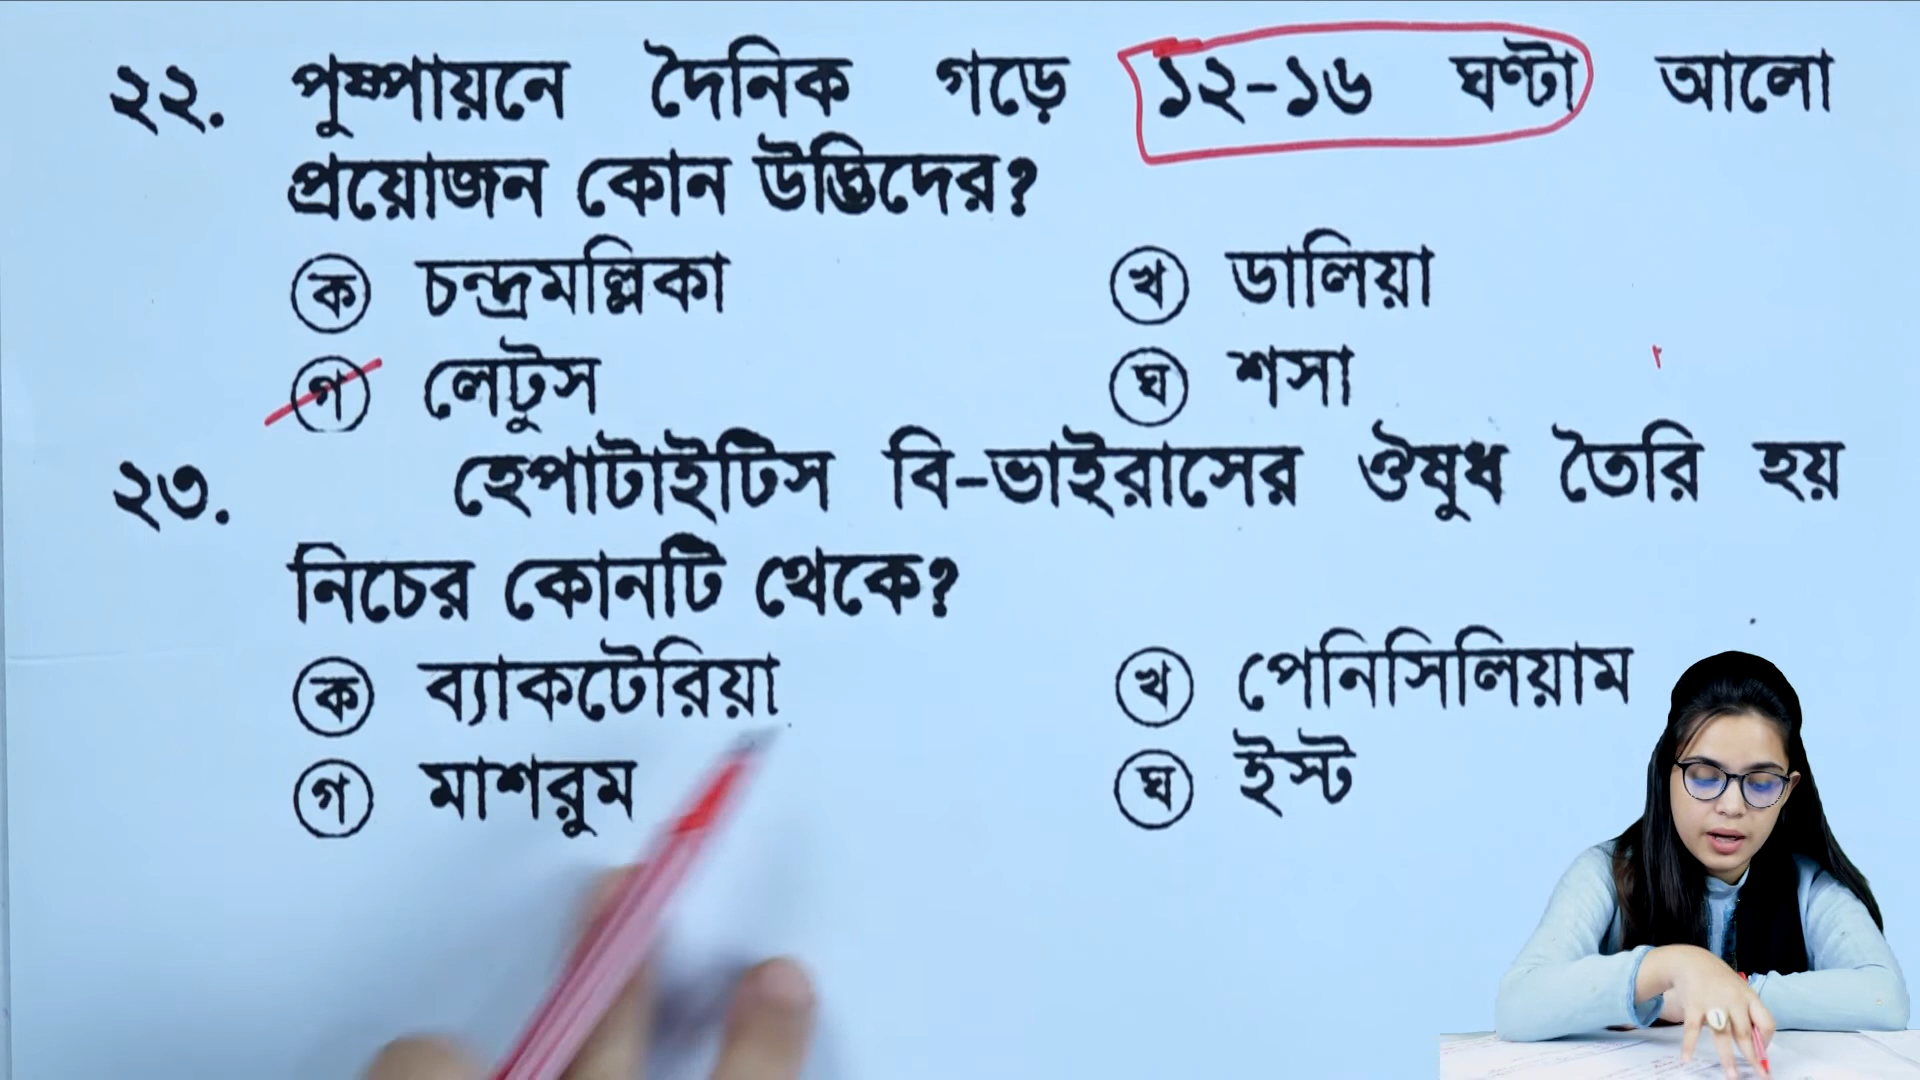 ২২. পুষ্পায়নে দৈনিক গড়ে ১২-১৬ ঘণ্টা আলো
প্রয়োজন কোন উদ্ভিদের?
ক চন্দ্রমল্লিকা খ ডালিয়া
গ লেটুস ঘ শসা
২৩. হেপাটাইটিস বি-ভাইরাসের ঔষুধ তৈরি হয়
নিচের কোনটি থেকে?
ক ব্যাকটেরিয়া খ পেনিসিলিয়াম
গ মাশরুম ঘ ইস্ট